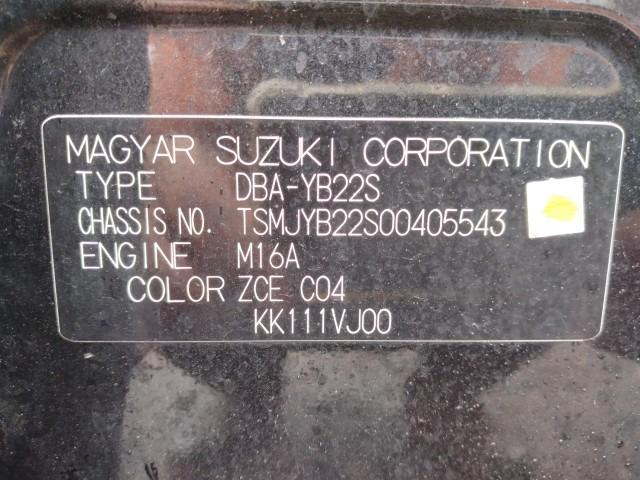 MAGYAR SUZUKI CORPORATION
TYPE DBA-YB22S
CHASSIS NO. TSMJYB22S00405543
ENGINE M16A
COLOR ZCE C04
KK111VJ00